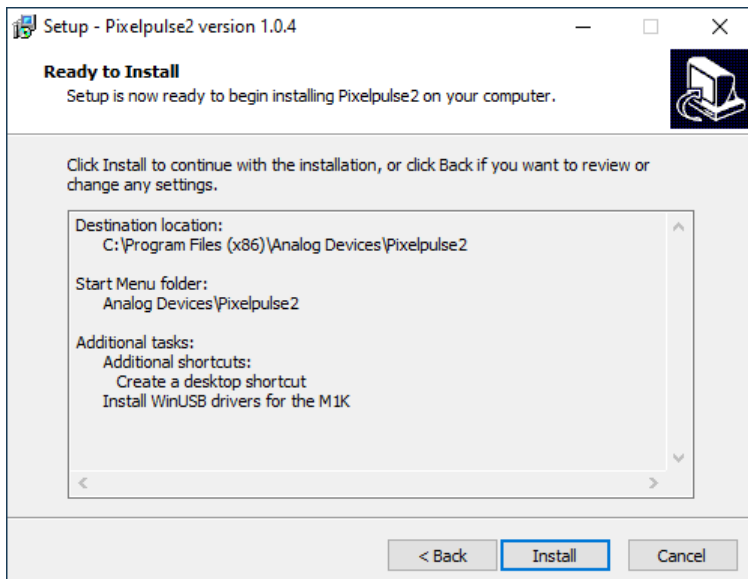 Setup - Pixelpulse2 version 1.0.4
Ready to Install
Setup is now ready to begin installing Pixelpulse2 on your computer.
Click Install to continue with the installation, or click Back if you want to review or
change any settings.
Destination location:
C:\Program Files (x86)\Analog Devices\Pixelpulse2
Start Menu folder:
Analog Devices\Pixelpulse2
Additional tasks:
Additional shortcuts:
Create a desktop shortcut
Install WinUSB drivers for the M1K
< Back
Install
Cancel